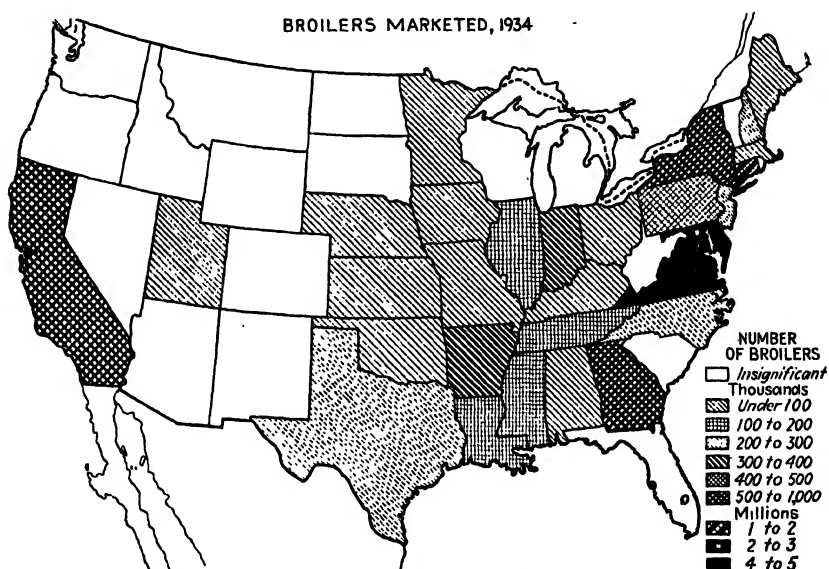 BROILERS MARKETED, 1934
NUMBER
OF BROILERS
Insignificant
Thousands
Under 100
100 to 200
200 to 300
300 to 400
400 to 500
500 to 1,000
Millions
1 to 2
2 to 3
4 to 5